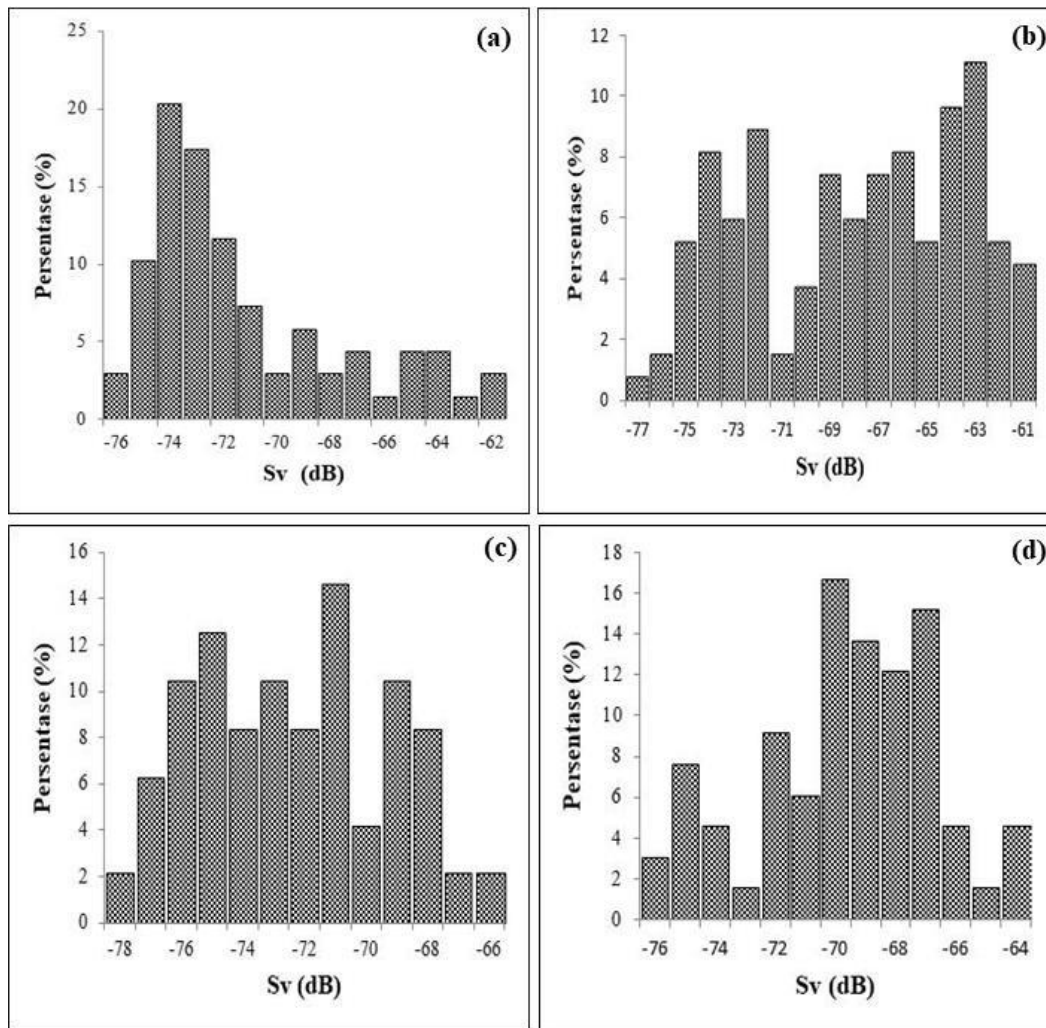 (a)
Persentase (%)
25
20
15
10
5
0
-76 -74 -72 -70 -68 -66 -64 -62
Sv (dB)
(b)
Persentase (%)
12
10
8
6
4
2
0
-77 -75 -73 -71 -69 -67 -65 -63 -61
Sv (dB)
(c)
Persentase (%)
16
14
12
10
8
6
4
2
0
-78 -76 -74 -72 -70 -68 -66
Sv (dB)
(d)
Persentase (%)
18
16
14
12
10
8
6
4
2
0
-76 -74 -72 -70 -68 -66 -64
Sv (dB)